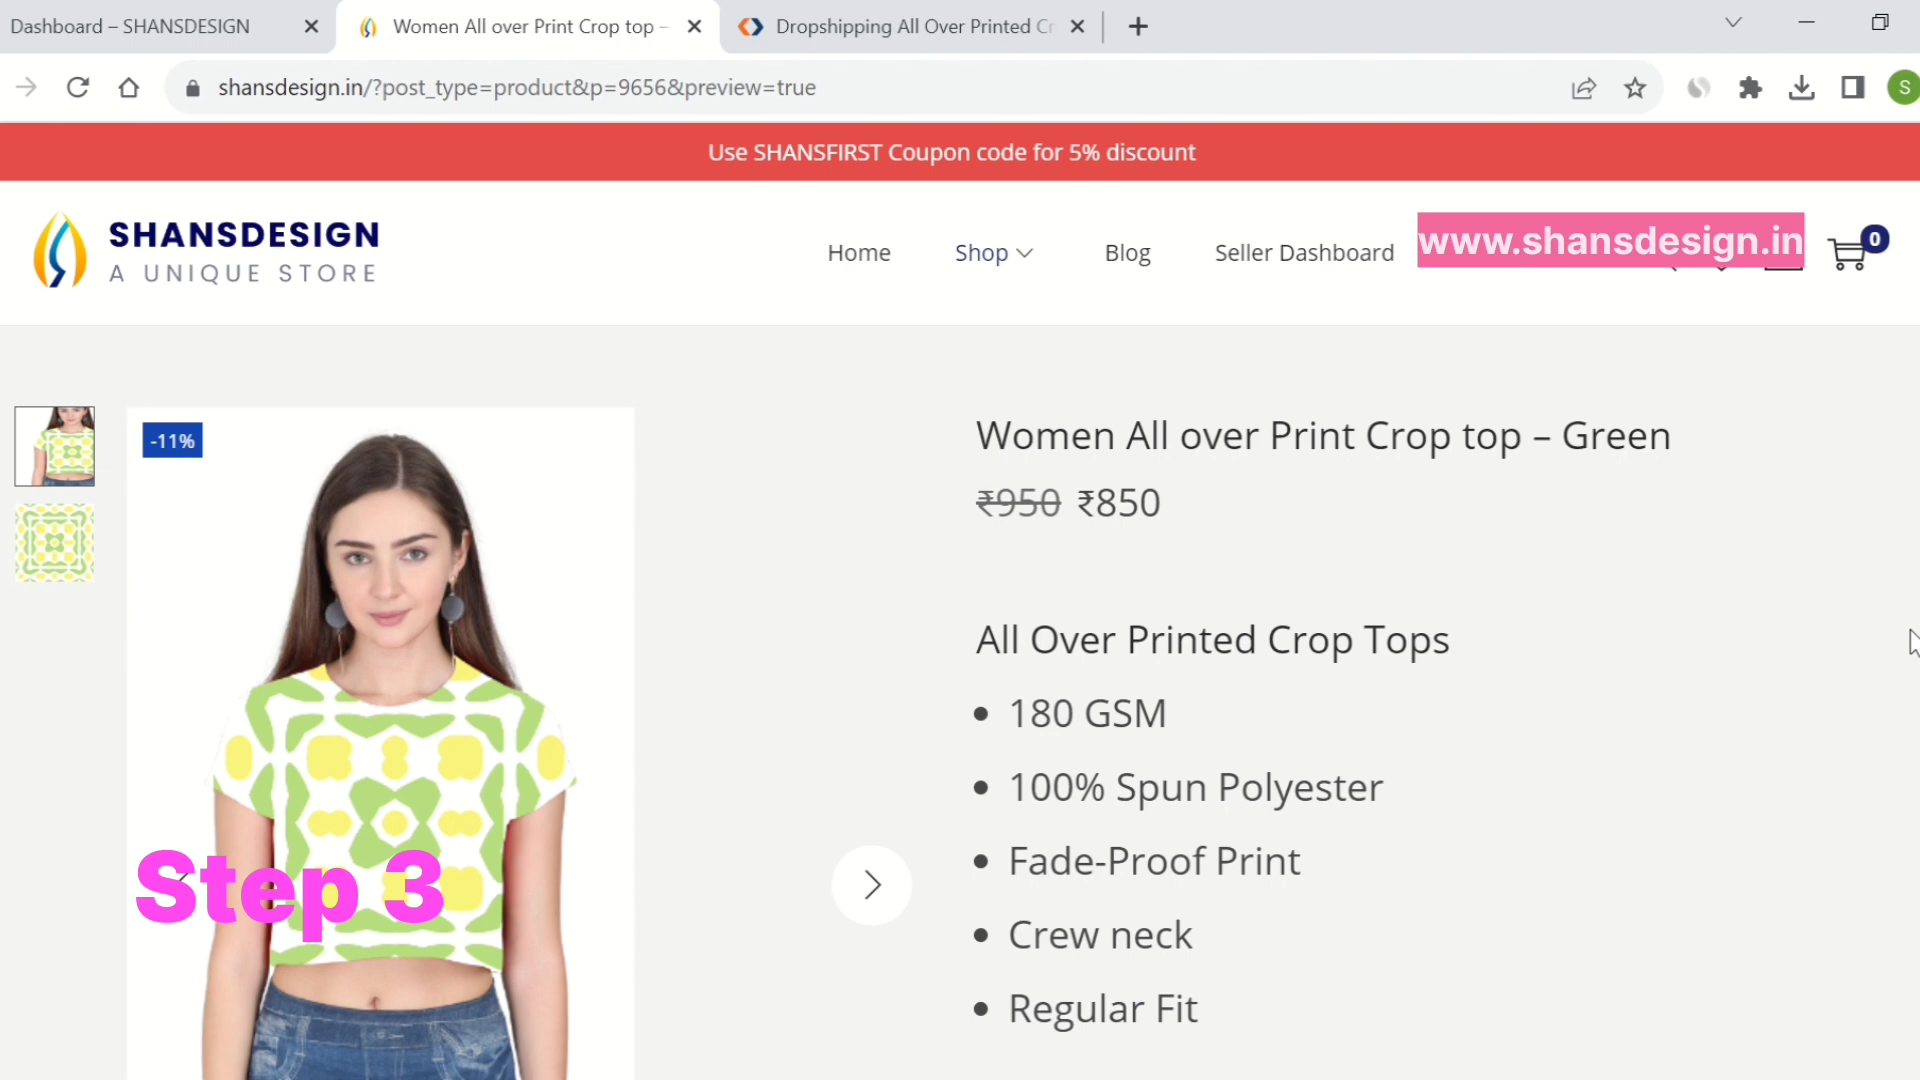 Dashboard – SHANSDESIGN
Women All over Print Crop top –
Dropshipping All Over Printed Cr
shansdesign.in/?post_type=product&p=9656&preview=true
S
Use SHANSFIRST Coupon code for 5% discount
SHANSDESIGN
A UNIQUE STORE
Home
Shop
Blog
Seller Dashboard
www.shansdesign.in
0
-11%
Women All over Print Crop top – Green
₹950 ₹850
All Over Printed Crop Tops
• 180 GSM
• 100% Spun Polyester
• Fade-Proof Print
• Crew neck
• Regular Fit
Step 3